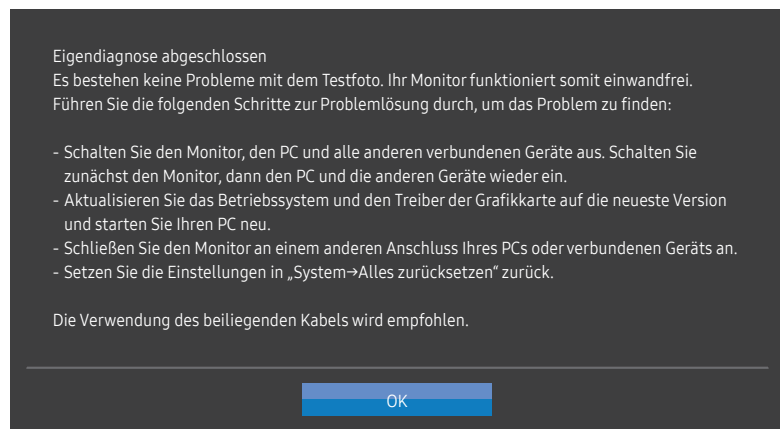 Eigendiagnose abgeschlossen
Es bestehen keine Probleme mit dem Testfoto. Ihr Monitor funktioniert somit einwandfrei.
Führen Sie die folgenden Schritte zur Problemlösung durch, um das Problem zu finden:
- Schalten Sie den Monitor, den PC und alle anderen verbundenen Geräte aus. Schalten Sie
zunächst den Monitor, dann den PC und die anderen Geräte wieder ein.
- Aktualisieren Sie das Betriebssystem und den Treiber der Grafikkarte auf die neueste Version
und starten Sie Ihren PC neu.
- Schließen Sie den Monitor an einem anderen Anschluss Ihres PCs oder verbundenen Geräts an.
- Setzen Sie die Einstellungen in „System→Alles zurücksetzen“ zurück.
Die Verwendung des beiliegenden Kabels wird empfohlen.
OK